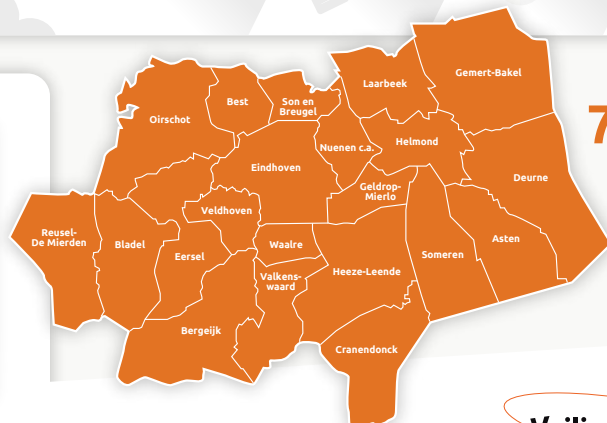 Gemert-Bakel
Laarbeek
Best
Son en
Breugel
Oirschot
7
Nuenen c.a.
Helmond
Eindhoven
Deurne
Geldrop-
Mierlo
Veldhoven
Reusel-
De Mierden
Bladel
Eersel
Waalre
Someren
Asten
Valkens-
waard
Heeze-Leende
Bergeijk
Cranendonck